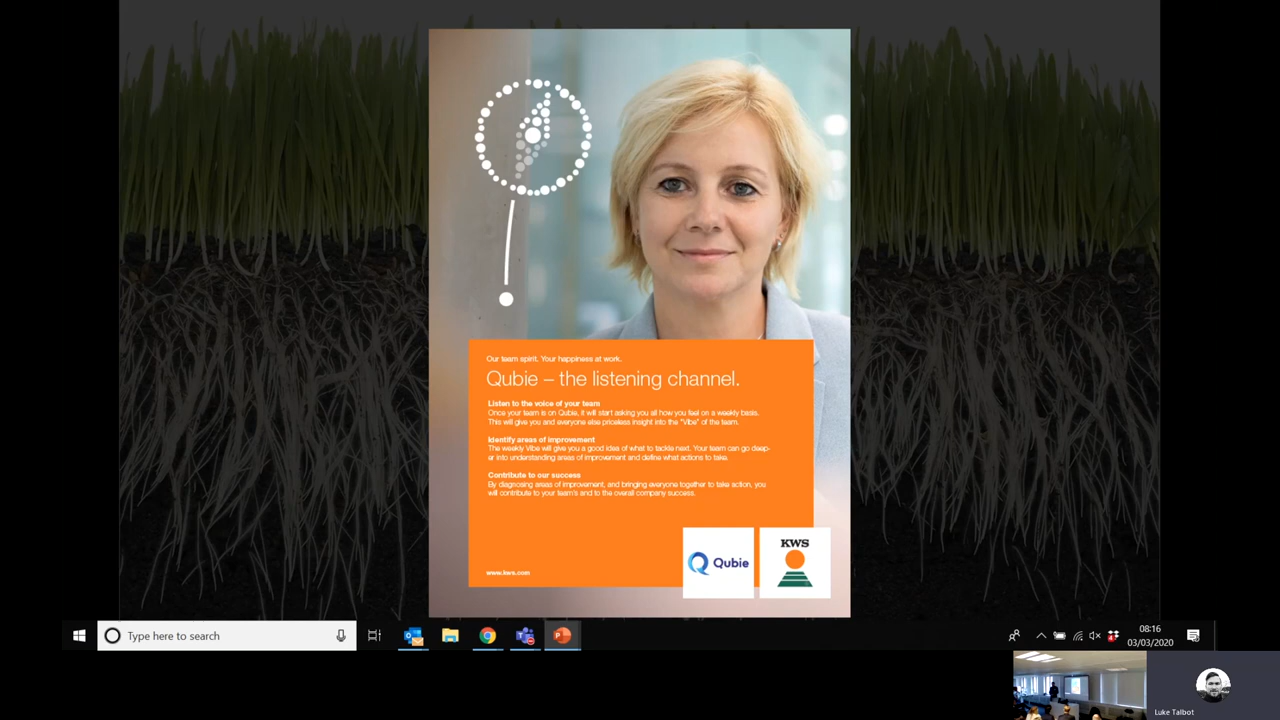 Our team spirit. Your happiness at work.
Qubie – the listening channel.
Listen to the voice of your team
Once your team is on Qubie, it will start asking you all how you feel on a weekly basis.
This will give you and everyone else priceless insight into the "Vibe" of the team.
Identify areas of improvement
The weekly Vibe will give you a good idea of what to tackle next. Your team can go deep-
er into understanding areas of improvement and define what actions to take.
Contribute to our success
By diagnosing areas of improvement, and bringing everyone together to take action, you
will contribute to your team's and to the overall company success.
www.kws.com
Qubie
KWS
Type here to search
08:16
03/03/2020
Luke Talbot